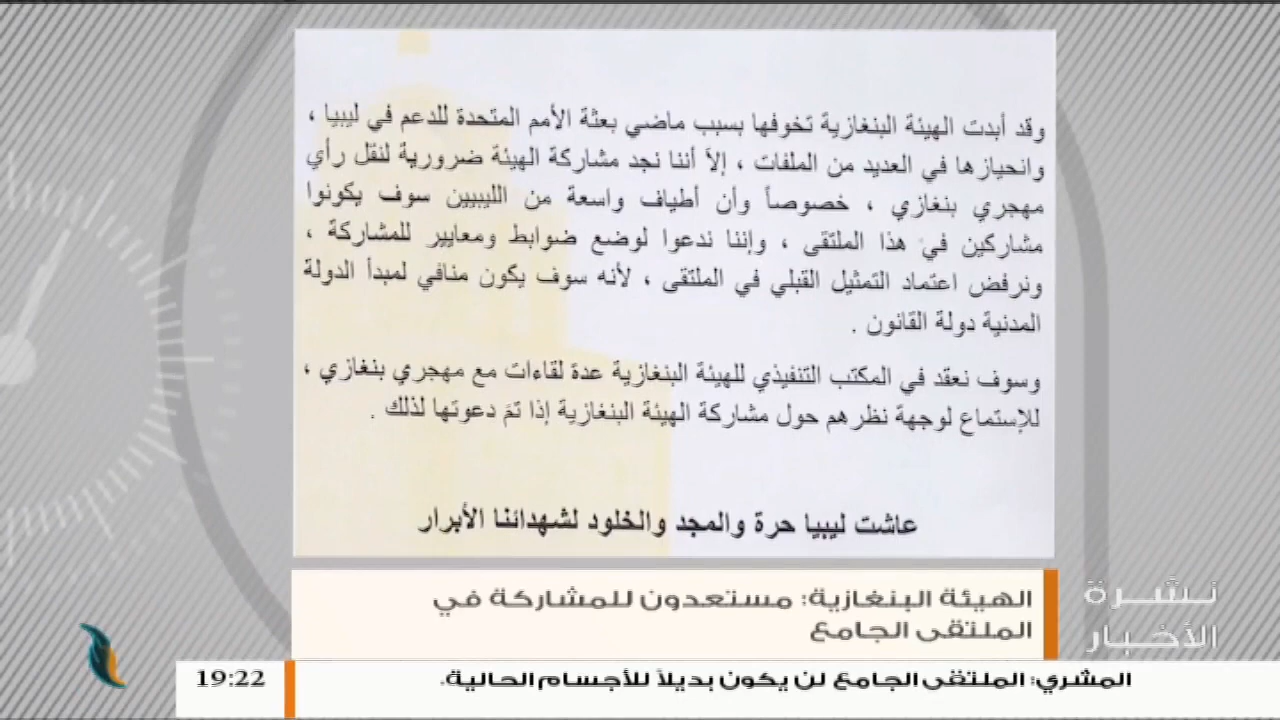 وقد أبدت الهيئة البنغازية تخوفها بسبب ماضي بعثة الأمم المتحدة للدعم في ليبيا ،
وانحيازها في العديد من الملفات ، إلاَ أننا نجد مشاركة الهيئة ضرورية لنقل رأي
مهجري بنغازي ، خصوصاً وأن أطياف واسعة من الليبيين سوف يكونوا
مشاركين في هذا الملتقى ، وإننا ندعوا لوضع ضوابط ومعايير للمشاركة ،
ونرفض اعتماد التمثيل القبلي في الملتقى ، لأنه سوف يكون منافي لمبدأ الدولة
المدنية دولة القانون .
وسوف نعقد في المكتب التنفيذي للهيئة البنغازية عدة لقاءات مع مهجري بنغازي ،
للإستماع لوجهة نظرهم حول مشاركة الهيئة البنغازية إذا تمَ دعوتها لذلك .
عاشت ليبيا حرة والمجد والخلود لشهدائنا الأبرار
الهيئة البنغازية: مستعدون للمشاركة في
الملتقى الجامع
نشرة
الأخبار
المشري: الملتقى الجامع لن يكون بديلاً للأجسام الحالية.
19:22